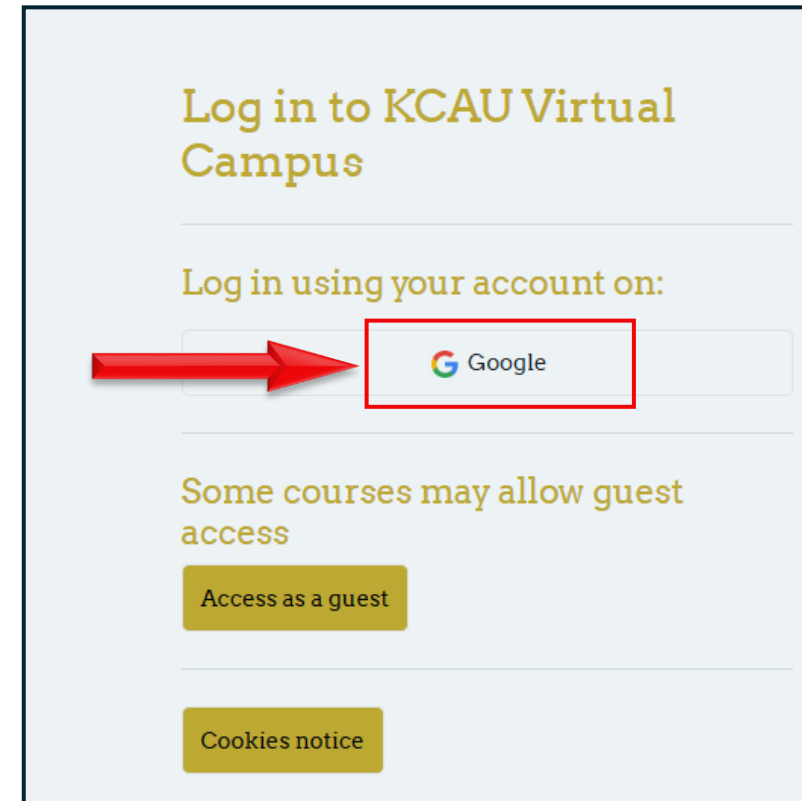 Log in to KCAU Virtual
Campus
Log in using your account on:
Google
Some courses may allow guest
access
Access as a guest
Cookies notice